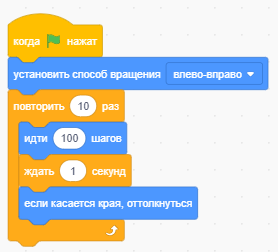 когда нажат
установить способ вращения влево-вправо
повторить 10 раз
идти 100 шагов
ждать 1 секунд
если касается края, оттолкнуться